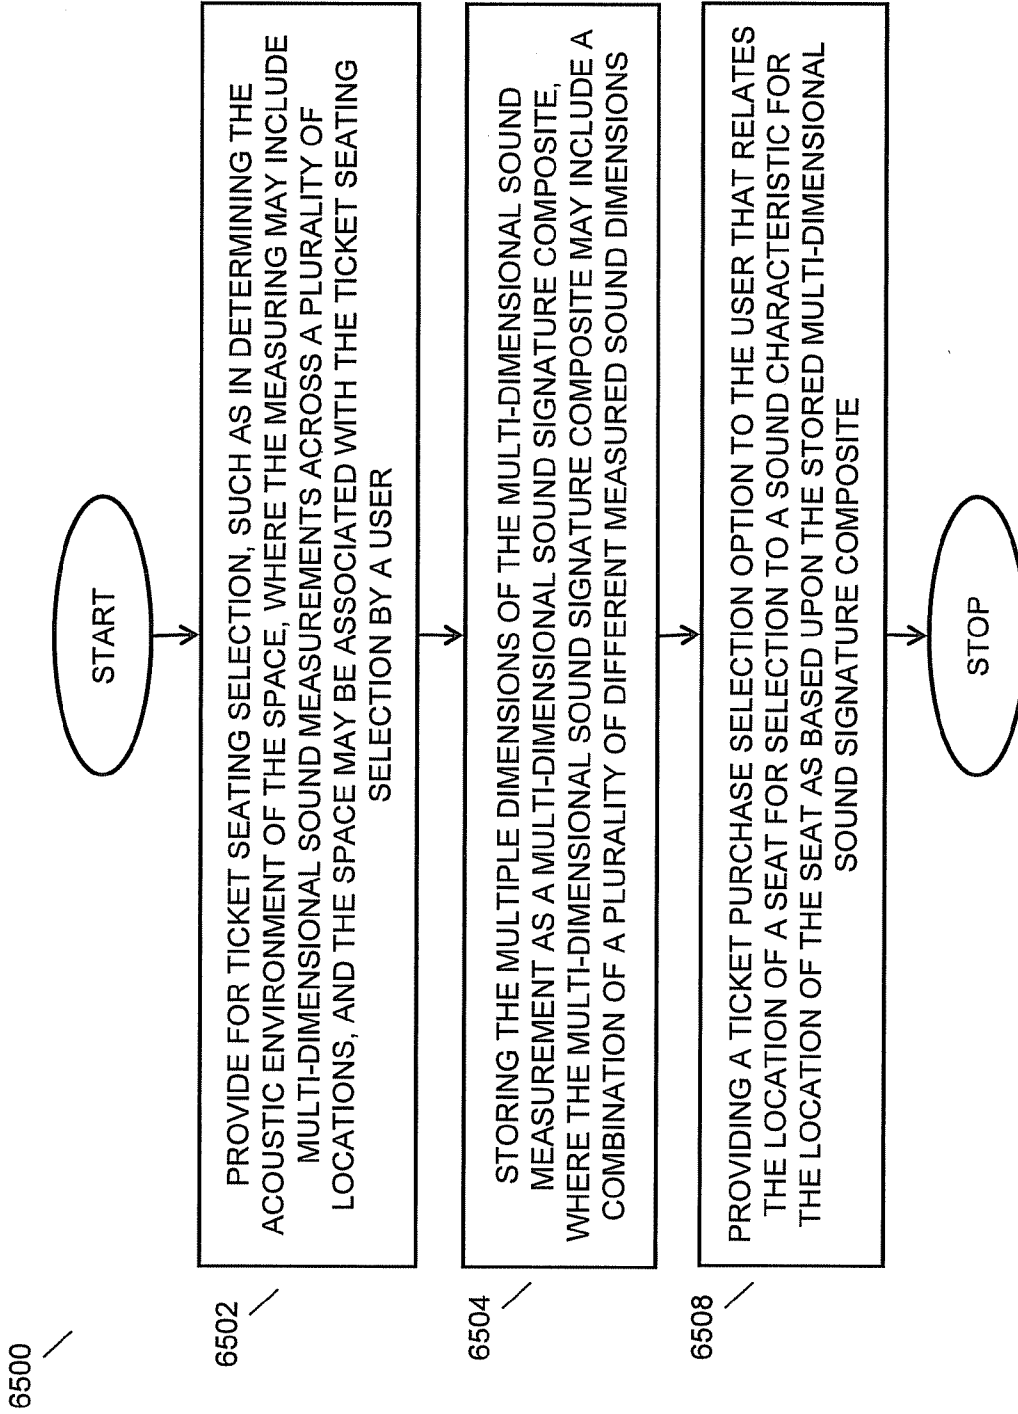 6500
START
6502
PROVIDE FOR TICKET SEATING SELECTION, SUCH AS IN DETERMINING THE
ACOUSTIC ENVIRONMENT OF THE SPACE, WHERE THE MEASURING MAY INCLUDE
MULTI-DIMENSIONAL SOUND MEASUREMENTS ACROSS A PLURALITY OF
LOCATIONS, AND THE SPACE MAY BE ASSOCIATED WITH THE TICKET SEATING
SELECTION BY A USER
6504
STORING THE MULTIPLE DIMENSIONS OF THE MULTI-DIMENSIONAL SOUND
MEASUREMENT AS A MULTI-DIMENSIONAL SOUND SIGNATURE COMPOSITE,
WHERE THE MULTI-DIMENSIONAL SOUND SIGNATURE COMPOSITE MAY INCLUDE A
COMBINATION OF A PLURALITY OF DIFFERENT MEASURED SOUND DIMENSIONS
6508
PROVIDING A TICKET PURCHASE SELECTION OPTION TO THE USER THAT RELATES
THE LOCATION OF A SEAT FOR SELECTION TO A SOUND CHARACTERISTIC FOR
THE LOCATION OF THE SEAT AS BASED UPON THE STORED MULTI-DIMENSIONAL
SOUND SIGNATURE COMPOSITE
STOP